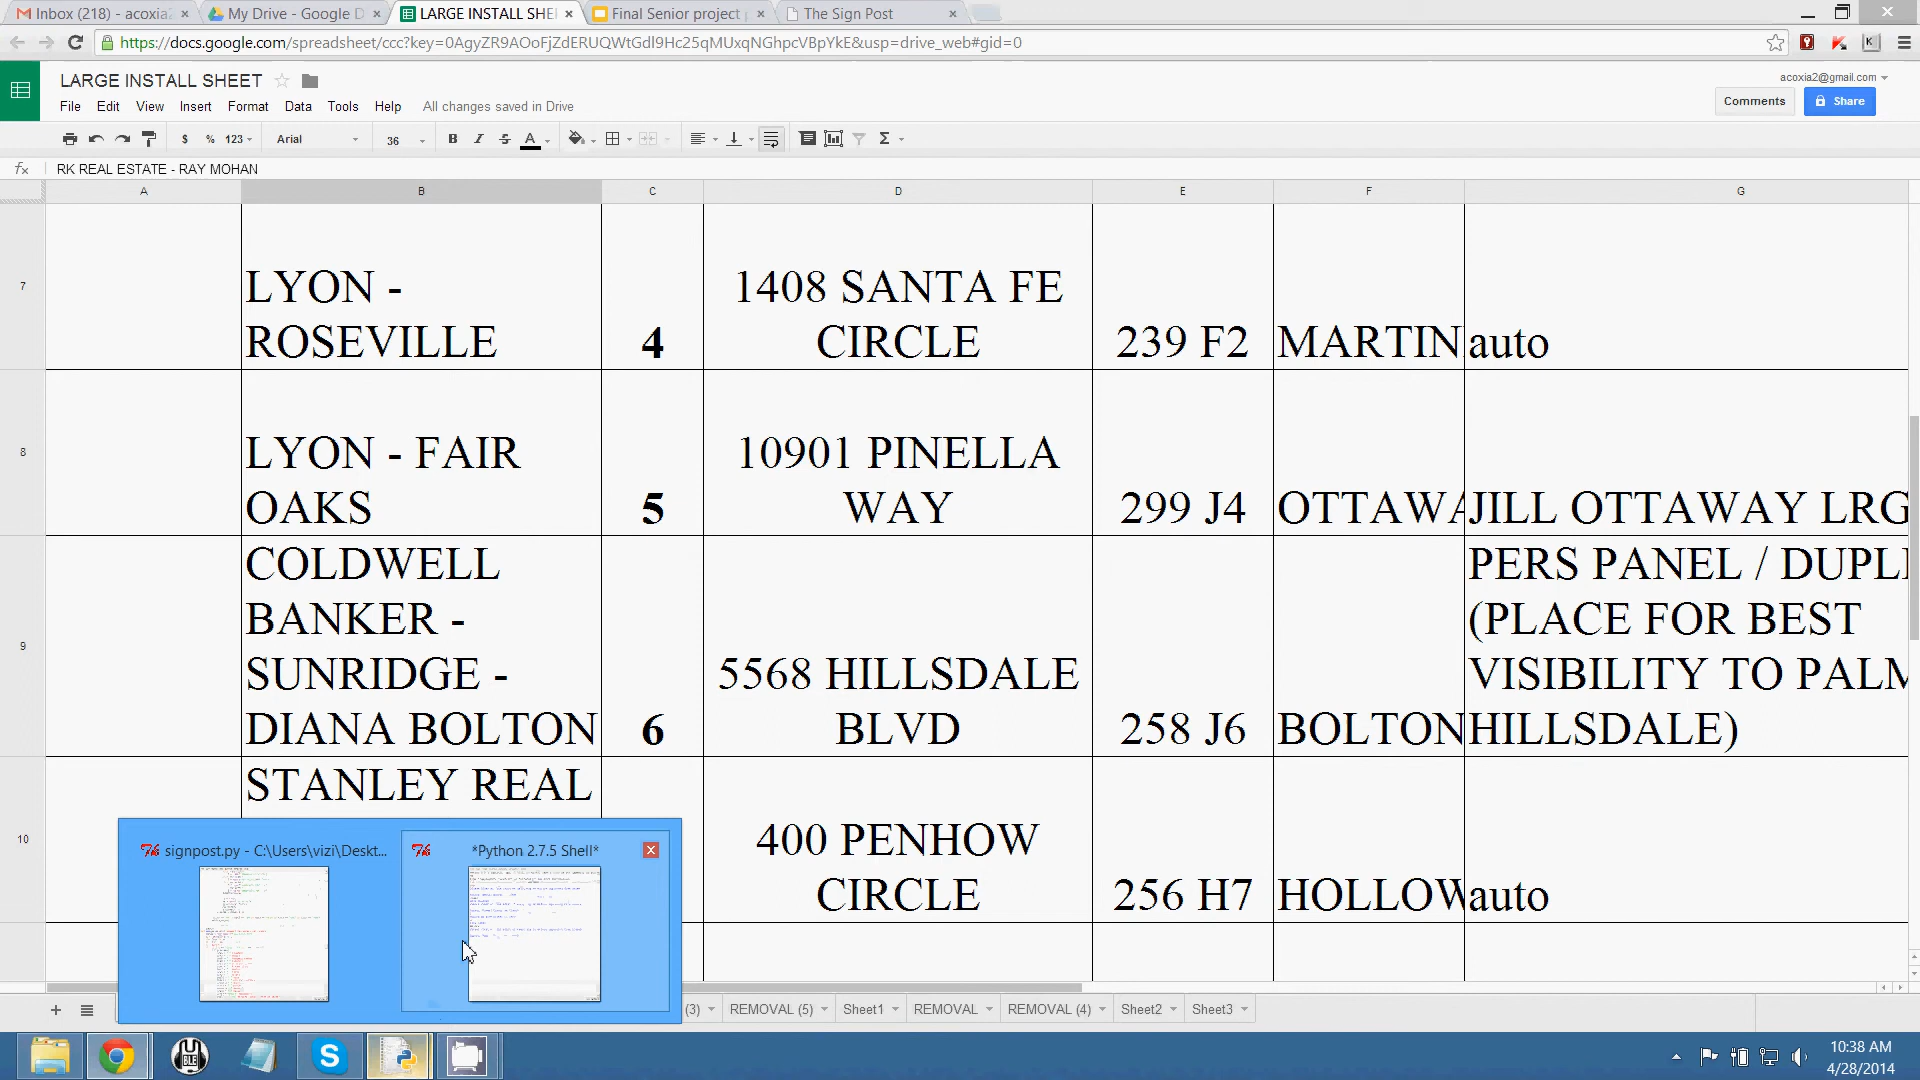 Inbox (218) - acoxia2
My Drive - Google D
LARGE INSTALL SHE
Final Senior project
The Sign Post
https://docs.google.com/spreadsheet/ccc?key=0AgyZR9AOoFjZdERUQWtGdl9Hc25qMUxqNGhpcVBpYkE&usp=drive_web#gid=0
LARGE INSTALL SHEET
acoxia2@gmail.com
File Edit View Insert Format Data Tools Help All changes saved in Drive
Comments
Share
$ % 123 Arial 36 B I S A Σ
fx RK REAL ESTATE - RAY MOHAN
A B C D E F G
7
LYON -
ROSEVILLE
4
1408 SANTA FE
CIRCLE
239 F2
MARTIN
auto
8
LYON - FAIR
OAKS
5
10901 PINELLA
WAY
299 J4
OTTAWA
JILL OTTAWAY LRG
9
COLDWELL
BANKER -
SUNRIDGE -
DIANA BOLTON
6
5568 HILLSDALE
BLVD
258 J6
BOLTON
PERS PANEL / DUPL
(PLACE FOR BEST
VISIBILITY TO PALM
HILLSDALE)
10
STANLEY REAL
400 PENHOW
CIRCLE
256 H7
HOLLOW
auto
signpost.py - C:\Users\vizi\Deskt...
*Python 2.7.5 Shell*
(3) REMOVAL (5) Sheet1 REMOVAL REMOVAL (4) Sheet2 Sheet3
10:38 AM
4/28/2014